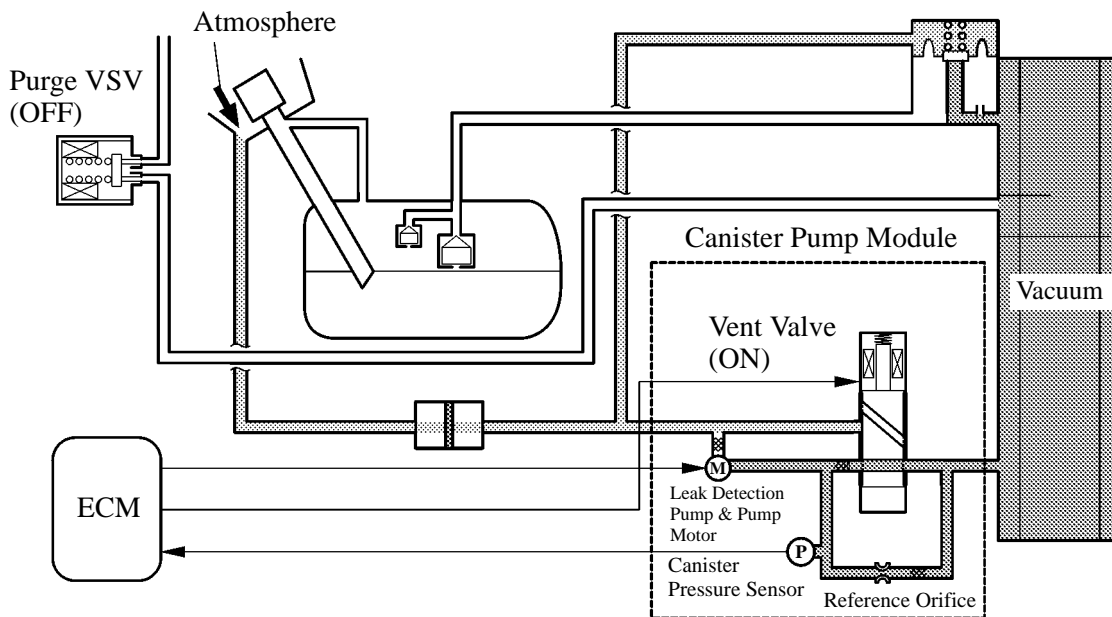 Atmosphere
Purge VSV
(OFF)
Canister Pump Module
Vacuum
Vent Valve
(ON)
ECM
M
Leak Detection
Pump & Pump
Motor
P
Canister
Pressure Sensor
Reference Orifice